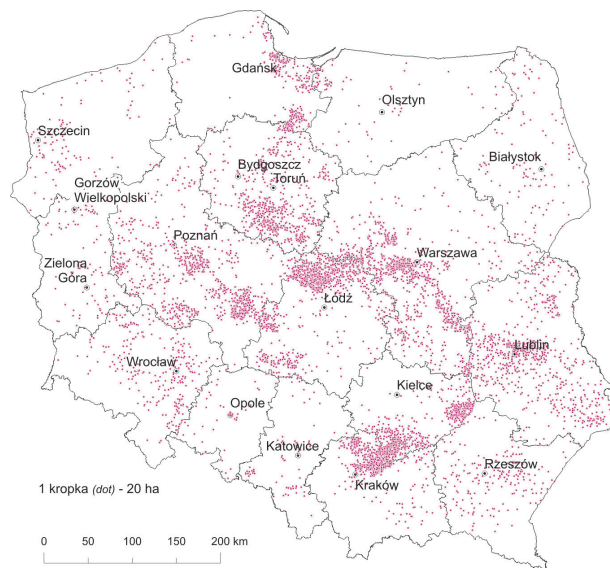 Gdańsk
Olsztyn
Szczecin
Białystok
Bydgoszcz
Toruń
Gorzów
Wielkopolski
Poznań
Warszawa
Zielona
Góra
Łódź
Lublin
Wrocław
Kielce
Opole
Katowice
Rzeszów
Kraków
1 kropka (dot) - 20 ha
0 50 100 150 200 km